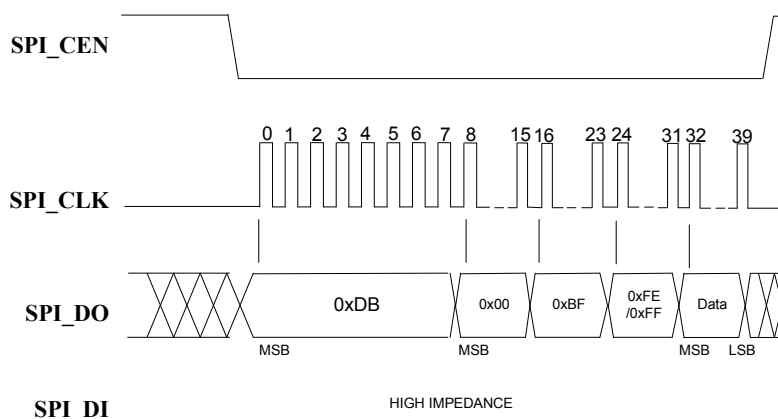 SPI_CEN
0 1 2 3 4 5 6 7 8 15 16 23 24 31 32 39
SPI_CLK
SPI_DO
0xDB 0x00 0xBF 0xFE /0xFF Data
MSB MSB MSB LSB
SPI_DI
HIGH IMPEDANCE